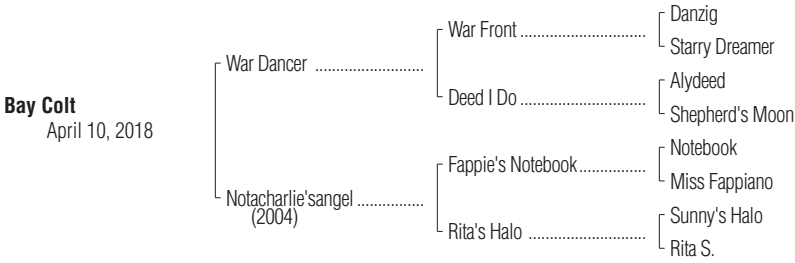 Danzig
War Front ..............................
Starry Dreamer
War Dancer ..........................
Alydeed
Deed I Do ..............................
Shepherd's Moon
Bay Colt
April 10, 2018
Notebook
Fappie's Notebook................
Miss Fappiano
Notacharlie'sangel ................
(2004)
Sunny's Halo
Rita's Halo ............................
Rita S.